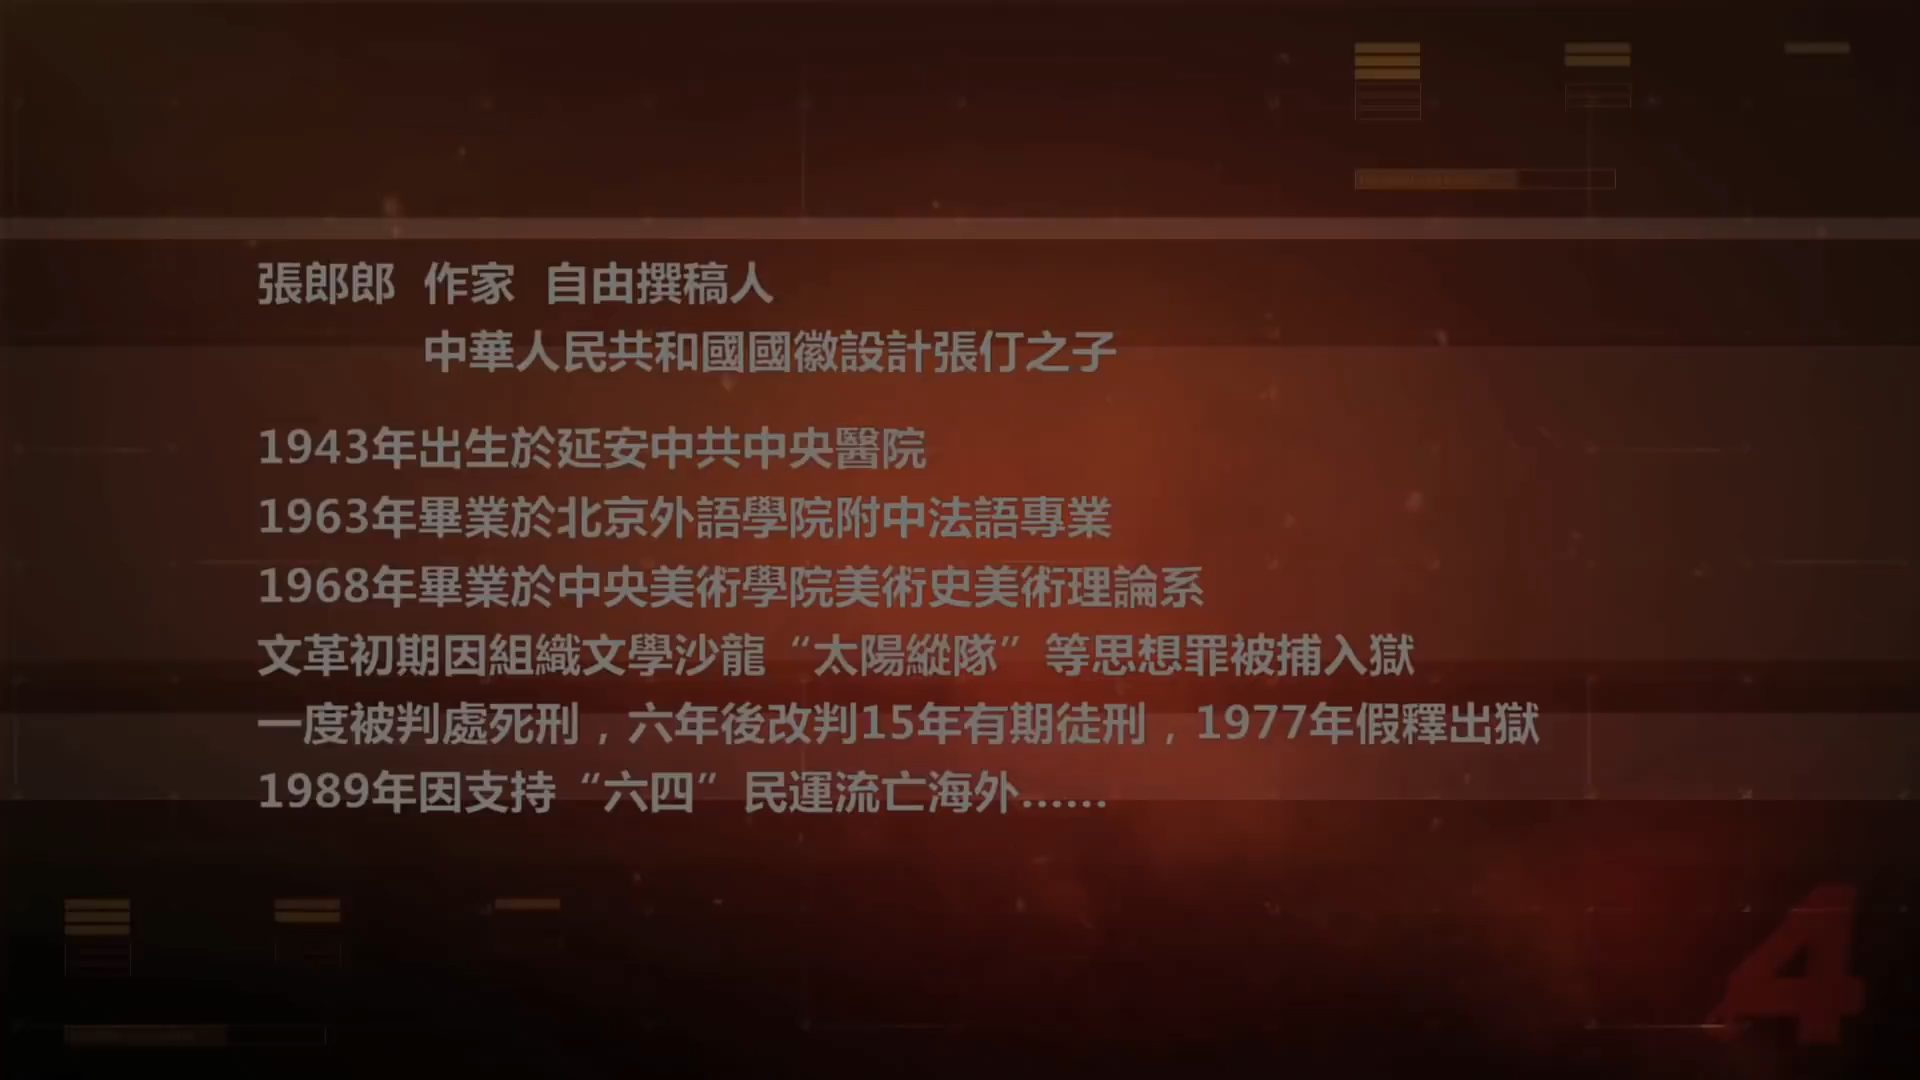 張郎郎 作家 自由撰稿人
中華人民共和國國徽設計張仃之子
1943年出生於延安中共中央醫院
1963年畢業於北京外語學院附中法語專業
1968年畢業於中央美術學院美術史美術理論系
文革初期因組織文學沙龍“太陽縱隊”等思想罪被捕入獄
一度被判處死刑，六年後改判15年有期徒刑，1977年假釋出獄
1989年因支持“六四”民運流亡海外……
4